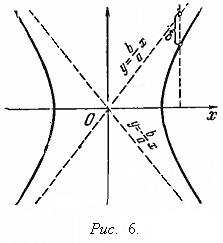 y = b/a x
O
x
y = b/a x
Рис. 6.